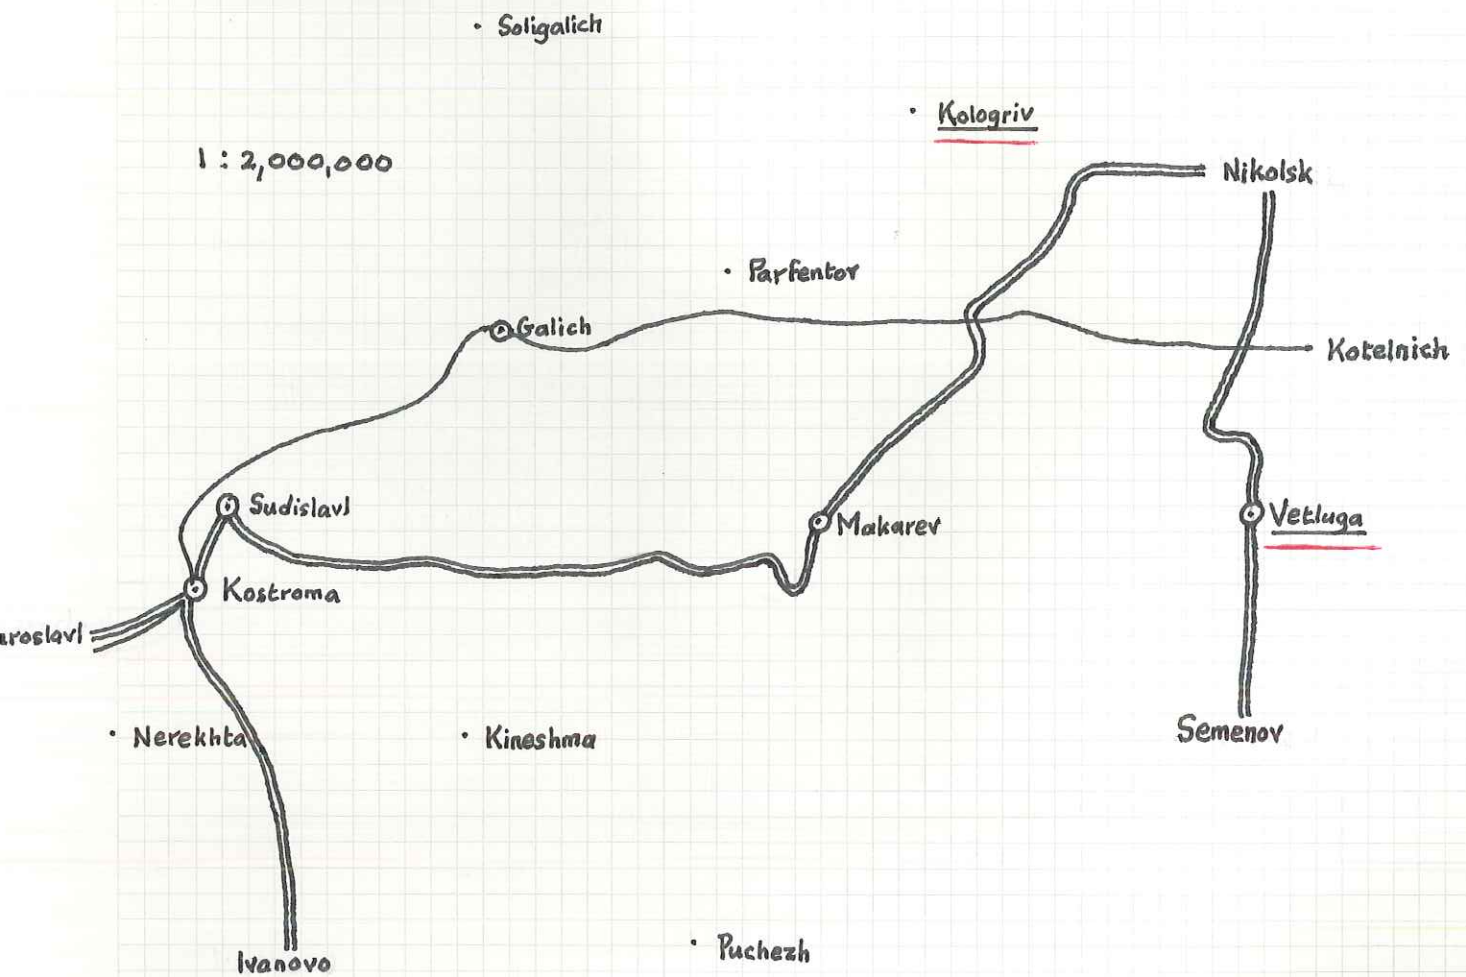 Soligalich
Kologriv
1 : 2,000,000
Nikolsk
Parfentor
Galich
Kotelnich
Sudislavl
Makarev
Vetluga
Kostroma
aroslavl
Nerekhta
Kineshma
Semenov
Puchezh
Ivanovo